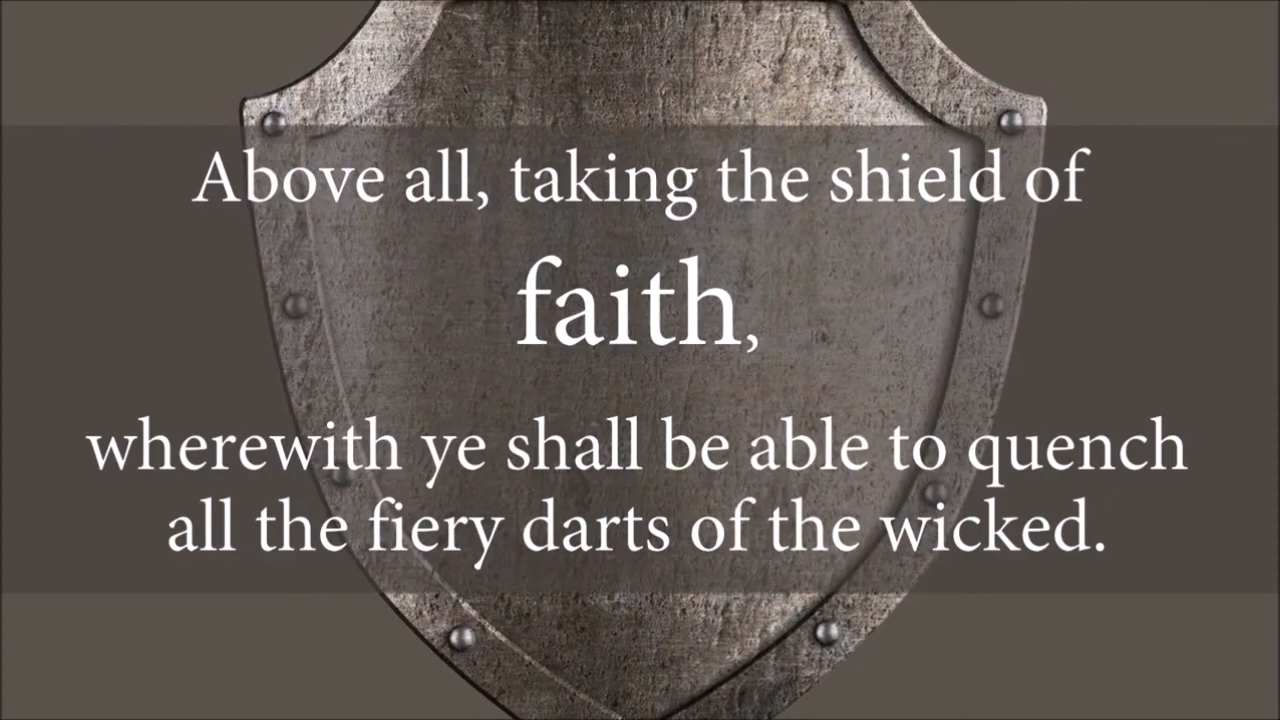 Above all, taking the shield of
faith,
wherewith ye shall be able to quench
all the fiery darts of the wicked.